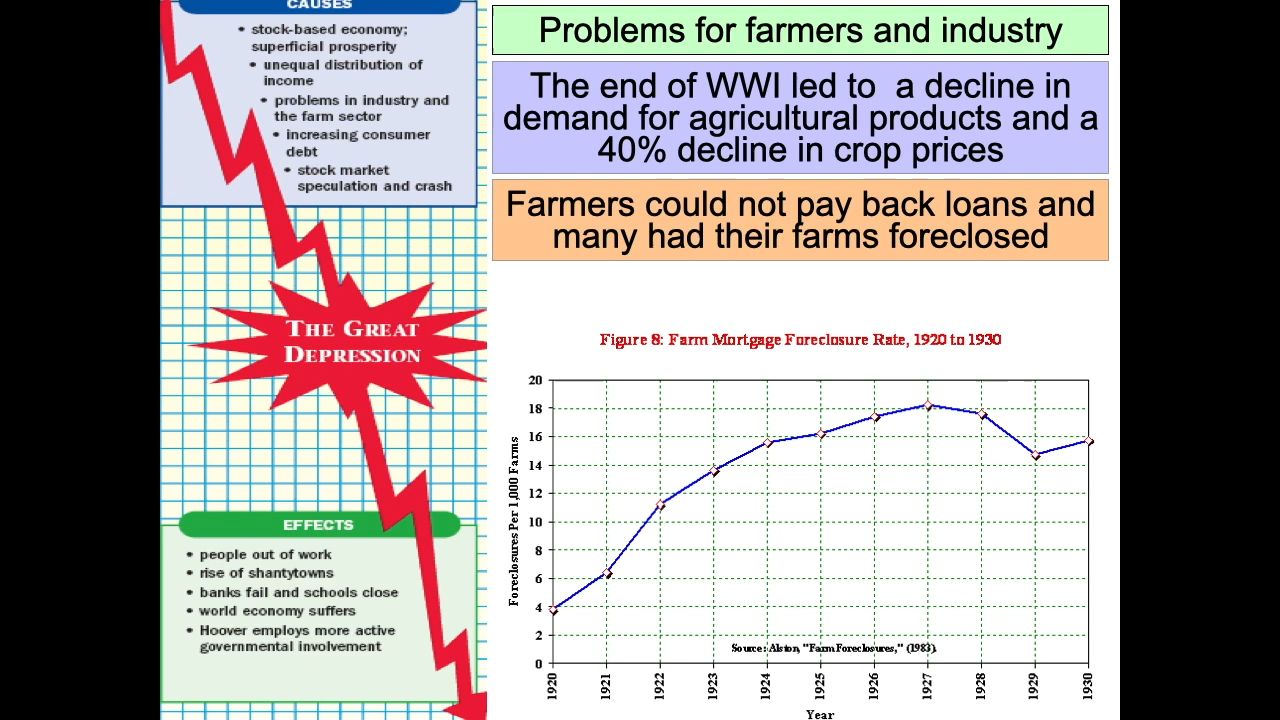 CAUSES
• stock-based economy;
superficial prosperity
• unequal distribution of
income
• problems in industry and
the farm sector
• increasing consumer
debt
• stock market
speculation and crash
THE GREAT
DEPRESSION
EFFECTS
• people out of work
• rise of shantytowns
• banks fail and schools close
• world economy suffers
• Hoover employs more active
governmental involvement
Problems for farmers and industry
The end of WWI led to a decline in
demand for agricultural products and a
40% decline in crop prices
Farmers could not pay back loans and
many had their farms foreclosed
Figure 8: Farm Mortgage Foreclosure Rate, 1920 to 1930
Foreclosures Per 1,000 Farms
20
18
16
14
12
10
8
6
4
2
0
Source: Alston, "Farm Foreclosures," (1983).
1920
1921
1922
1923
1924
1925
1926
1927
1928
1929
1930
Year